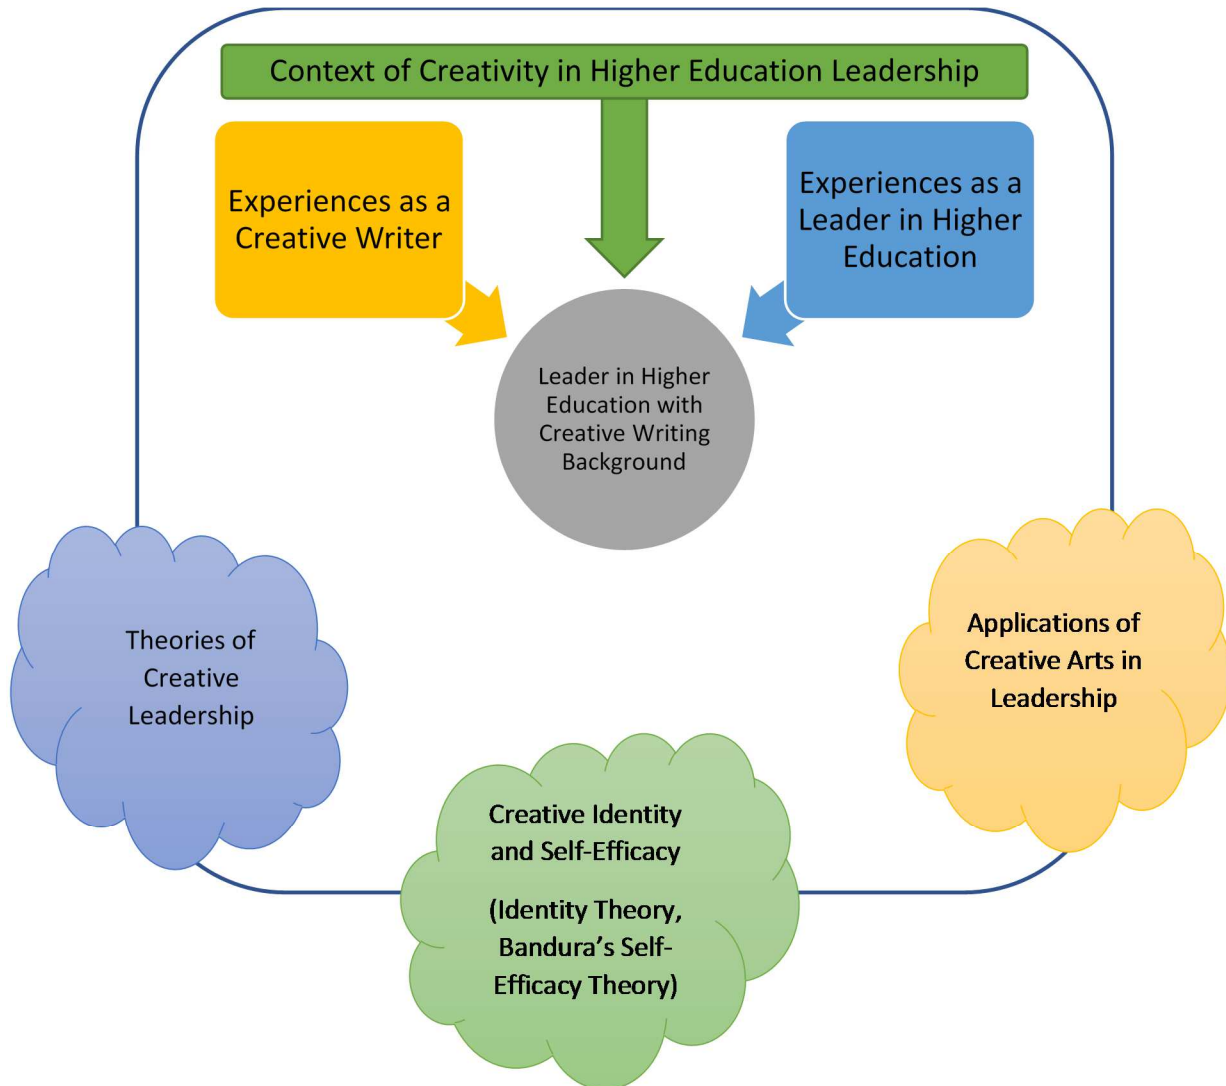 Context of Creativity in Higher Education Leadership
Experiences as a
Creative Writer
Experiences as a
Leader in Higher
Education
Leader in Higher
Education with
Creative Writing
Background
Theories of
Creative
Leadership
Applications of
Creative Arts in
Leadership
Creative Identity
and Self-Efficacy
(Identity Theory,
Bandura’s Self-
Efficacy Theory)